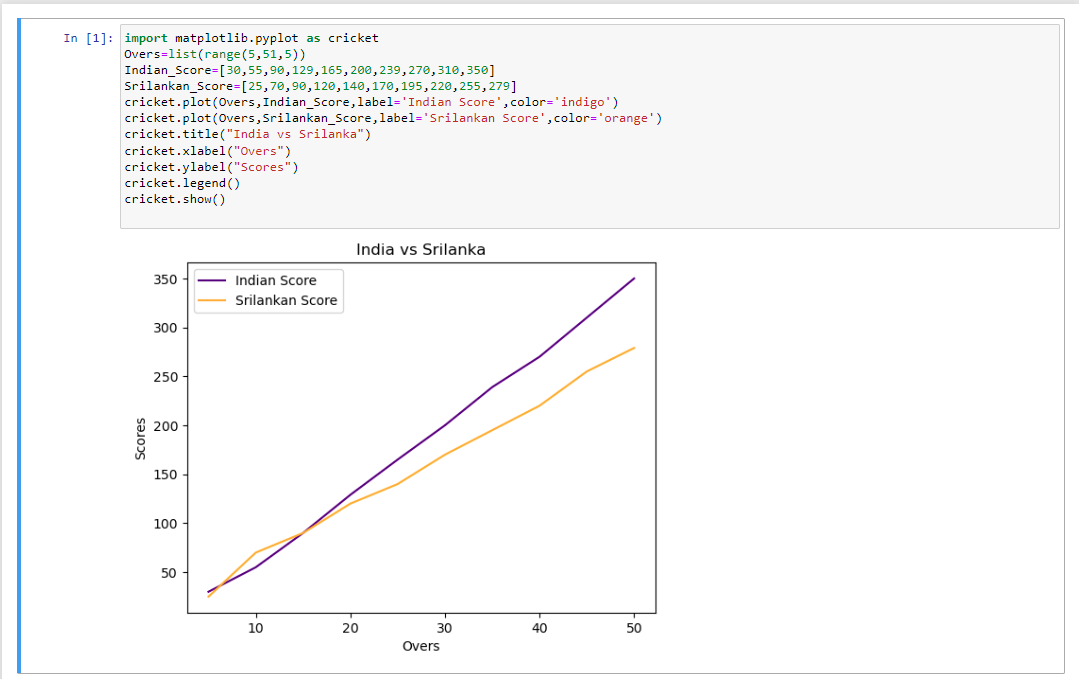 In [1]:
import matplotlib.pyplot as cricket
Overs=list(range(5,51,5))
Indian_Score=[30,55,90,129,165,200,239,270,310,350]
Srilankan_Score=[25,70,90,120,140,170,195,220,255,279]
cricket.plot(Overs,Indian_Score,label='Indian Score',color='indigo')
cricket.plot(Overs,Srilankan_Score,label='Srilankan Score',color='orange')
cricket.title("India vs Srilanka")
cricket.xlabel("Overs")
cricket.ylabel("Scores")
cricket.legend()
cricket.show()
India vs Srilanka
Indian Score
Srilankan Score
350
300
250
200
150
100
50
Scores
10 20 30 40 50
Overs